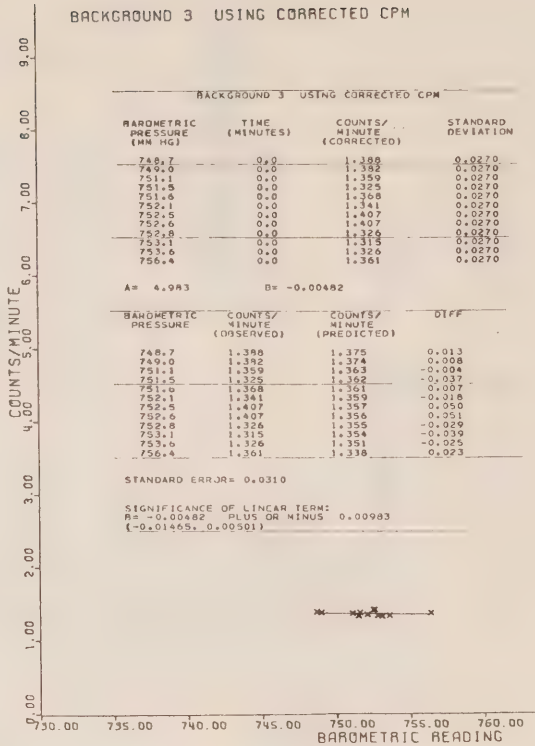 BACKGROUND 3 USING CORRECTED CPM
BACKGROUND 3 USING CORRECTED CPM
BAROMETRIC TIME COUNTS/ STANDARD
PRESSURE (MINUTES) MINUTE DEVIATION
(MM HG) (CORRECTED)
748.7 0.0 1.388 0.0270
749.0 0.0 1.382 0.0270
751.1 0.0 1.359 0.0270
751.5 0.0 1.325 0.0270
751.6 0.0 1.368 0.0270
752.1 0.0 1.341 0.0270
752.5 0.0 1.407 0.0270
752.6 0.0 1.407 0.0270
752.8 0.0 1.326 0.0270
753.1 0.0 1.315 0.0270
753.6 0.0 1.326 0.0270
756.4 0.0 1.361 0.0270
A= 4.983 B= -0.00482
BAROMETRIC COUNTS/ COUNTS/ DIFF
PRESSURE MINUTE MINUTE
(OBSERVED) (PREDICTED)
748.7 1.388 1.375 0.013
749.0 1.382 1.374 0.008
751.1 1.359 1.363 -0.004
751.5 1.325 1.362 -0.037
751.6 1.368 1.361 0.007
752.1 1.341 1.359 -0.018
752.5 1.407 1.357 0.050
752.6 1.407 1.356 0.051
752.8 1.326 1.355 -0.029
753.1 1.315 1.354 -0.039
753.6 1.326 1.351 -0.025
756.4 1.361 1.338 0.023
STANDARD ERROR= 0.0310
SIGNIFICANCE OF LINEAR TERM:
B= -0.00482 PLUS OR MINUS 0.00983
(-0.01465, 0.00501)
9.00
8.00
7.00
6.00
5.00
4.00
3.00
2.00
1.00
0.00
COUNTS/MINUTE
730.00 735.00 740.00 745.00 750.00 755.00 760.00
BAROMETRIC READING